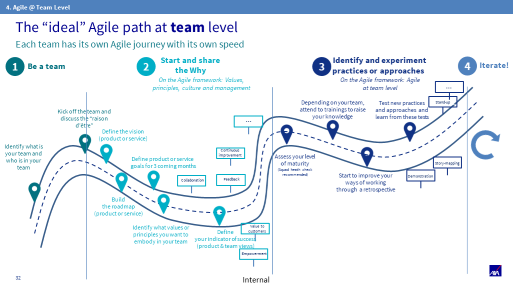 4. Agile @ Team Level
The “ideal” Agile path at team level
Each team has its own Agile journey with its own speed
1
Be a team
2
Start and share
the Why
On the Agile framework: Values,
principles, culture and management
3
Identify and experiment
practices or approaches
On the Agile framework: Agile
at team level
4
Iterate!
Identify what is
your team and
who is in your
team
Kick off the team and
discuss the “raison
d’être”
Define the vision
(product or service)
Build
the roadmap
(product or service)
Define product or service
goals for 3 coming months
Identify what values or
principles you want to
embody in your team
Define
your indicator of success
(product & team views)
Collaboration
...
Continuous
improvement
Feedback
Value to
customers
Empowerment
Assess your level
of maturity
Depending on your team,
attend to trainings to raise
your knowledge
Start to improve your
ways of working
through a retrospective
Test new practices
and approaches and
learn from these tests
...
Stand up
Story-mapping
Demonstration
52
Internal
AXA